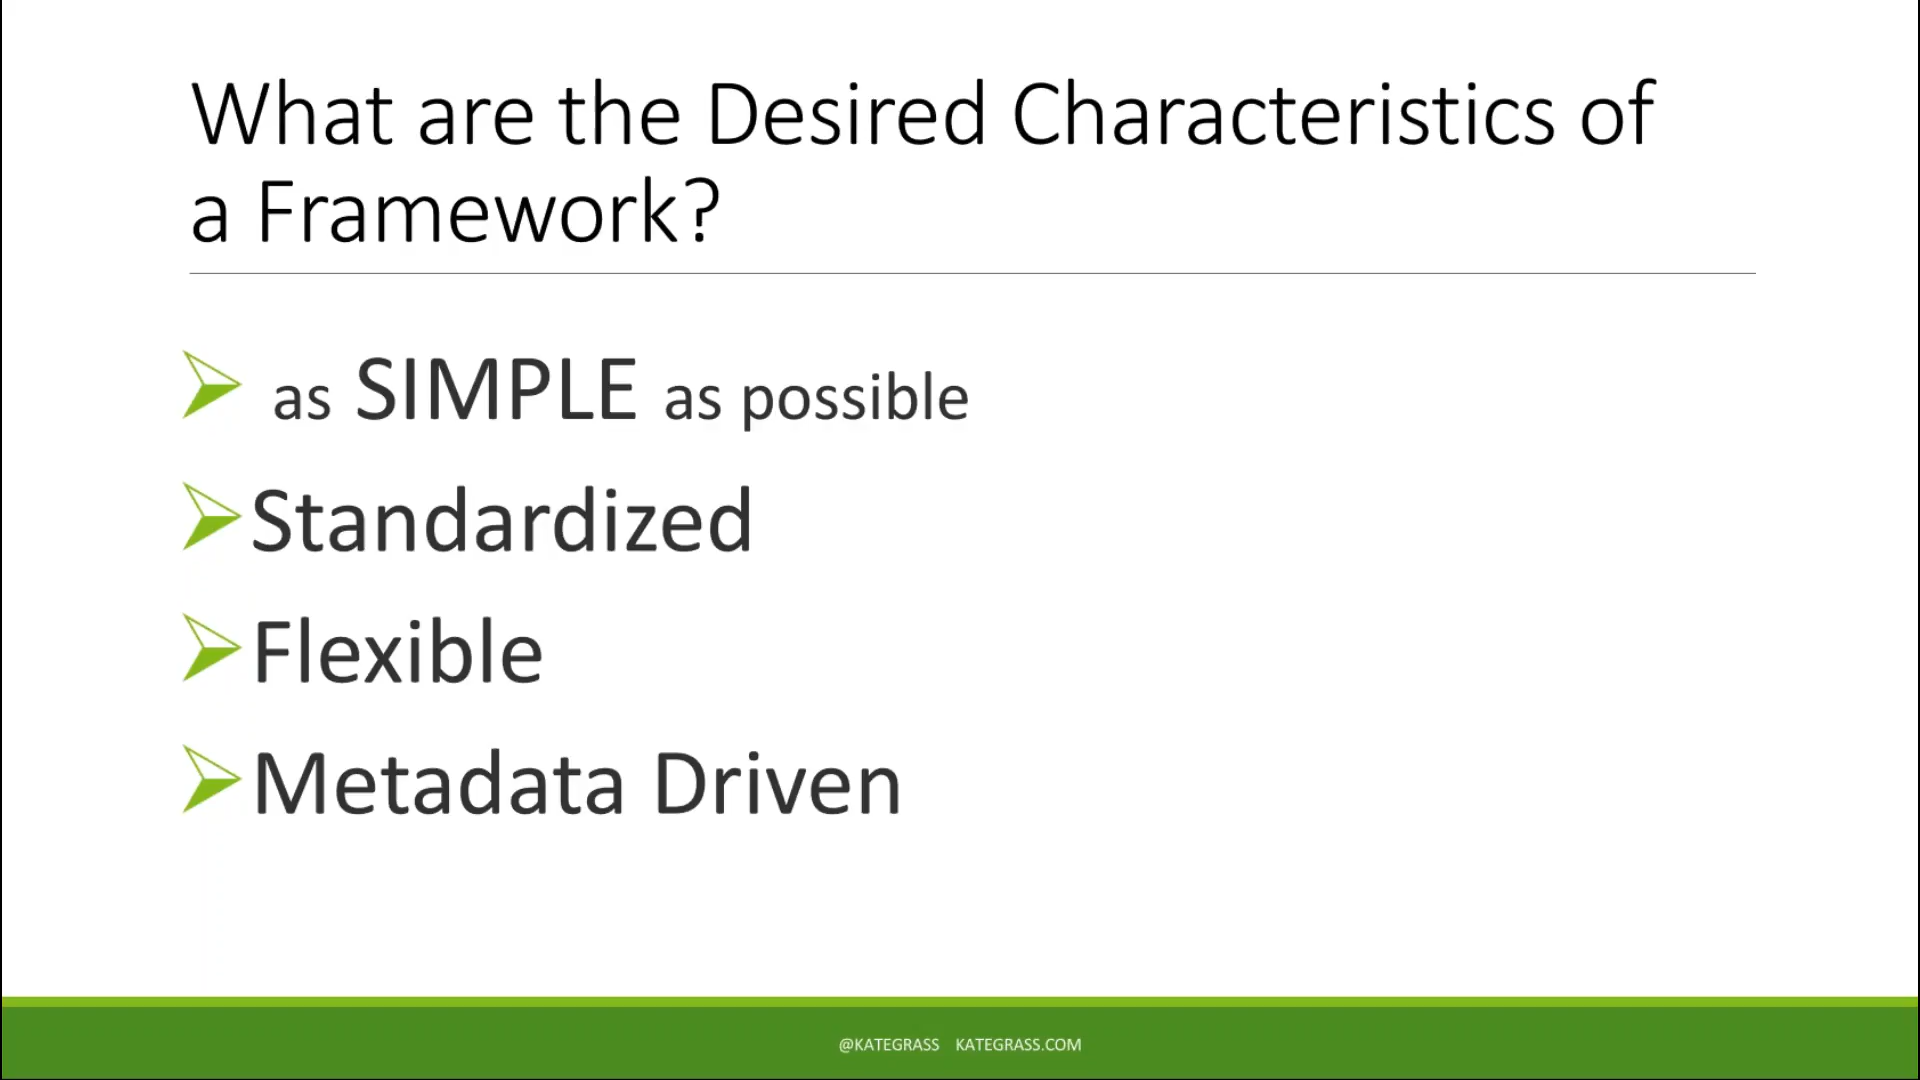 What are the Desired Characteristics of
a Framework?
as SIMPLE as possible
Standardized
Flexible
Metadata Driven
@KATEGRASS KATEGRASS.COM